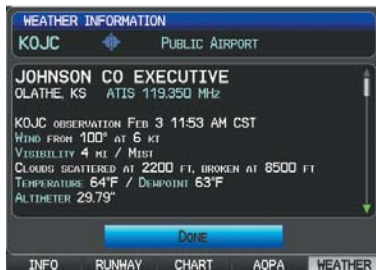 WEATHER INFORMATION
KOJC PUBLIC AIRPORT
JOHNSON CO EXECUTIVE
OLATHE, KS ATIS 119.350 MHz
KOJC OBSERVATION FEB 3 11:53 AM CST
WIND FROM 100° AT 6 KT
VISIBILITY 4 MI / MIST
CLOUDS SCATTERED AT 2200 FT, BROKEN AT 8500 FT
TEMPERATURE 64°F / DEWPOINT 63°F
ALTIMETER 29.79"
DONE
INFO RUNWAY CHART AOPA WEATHER